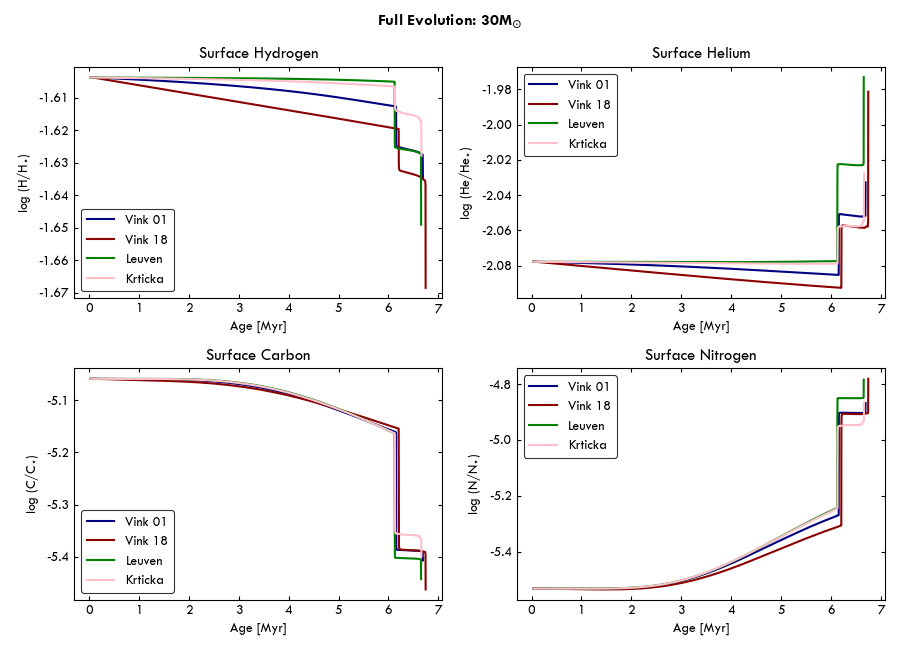 Full Evolution: 30M☉
Surface Hydrogen
log (H/H⋆)
-1.61
-1.62
-1.63
-1.64
-1.65
-1.66
-1.67
Vink 01
Vink 18
Leuven
Krticka
0 1 2 3 4 5 6 7
Age [Myr]
Surface Helium
log (He/He⋆)
-1.98
-2.00
-2.02
-2.04
-2.06
-2.08
Vink 01
Vink 18
Leuven
Krticka
0 1 2 3 4 5 6 7
Age [Myr]
Surface Carbon
log (C/C⋆)
-5.1
-5.2
-5.3
-5.4
Vink 01
Vink 18
Leuven
Krticka
0 1 2 3 4 5 6 7
Age [Myr]
Surface Nitrogen
log (N/N⋆)
-4.8
-5.0
-5.2
-5.4
Vink 01
Vink 18
Leuven
Krticka
0 1 2 3 4 5 6 7
Age [Myr]